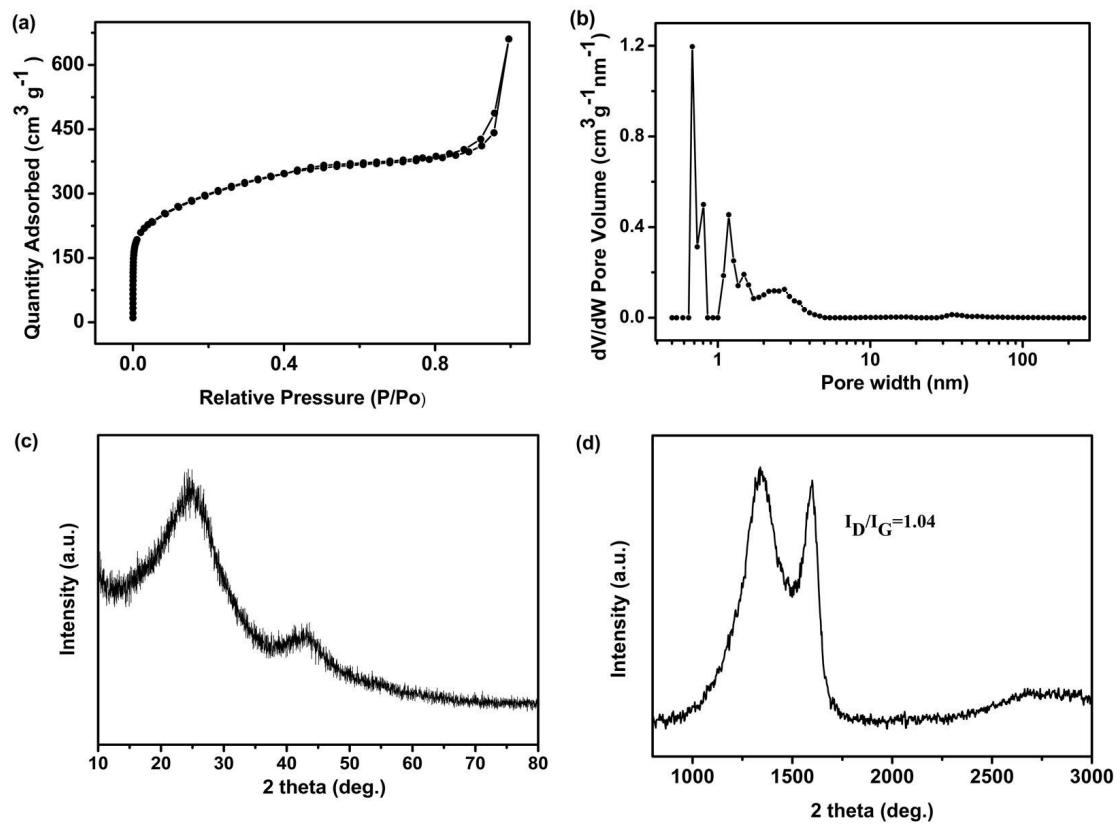 (a)
Quantity Adsorbed (cm³ g⁻¹)
600
450
300
150
0
0.0 0.4 0.8
Relative Pressure (P/Po)
(b)
dV/dW Pore Volume (cm³g⁻¹nm⁻¹)
1.2
0.8
0.4
0.0
1 10 100
Pore width (nm)
(c)
Intensity (a.u.)
10 20 30 40 50 60 70 80
2 theta (deg.)
(d)
I_D/I_G=1.04
Intensity (a.u.)
1000 1500 2000 2500 3000
2 theta (deg.)